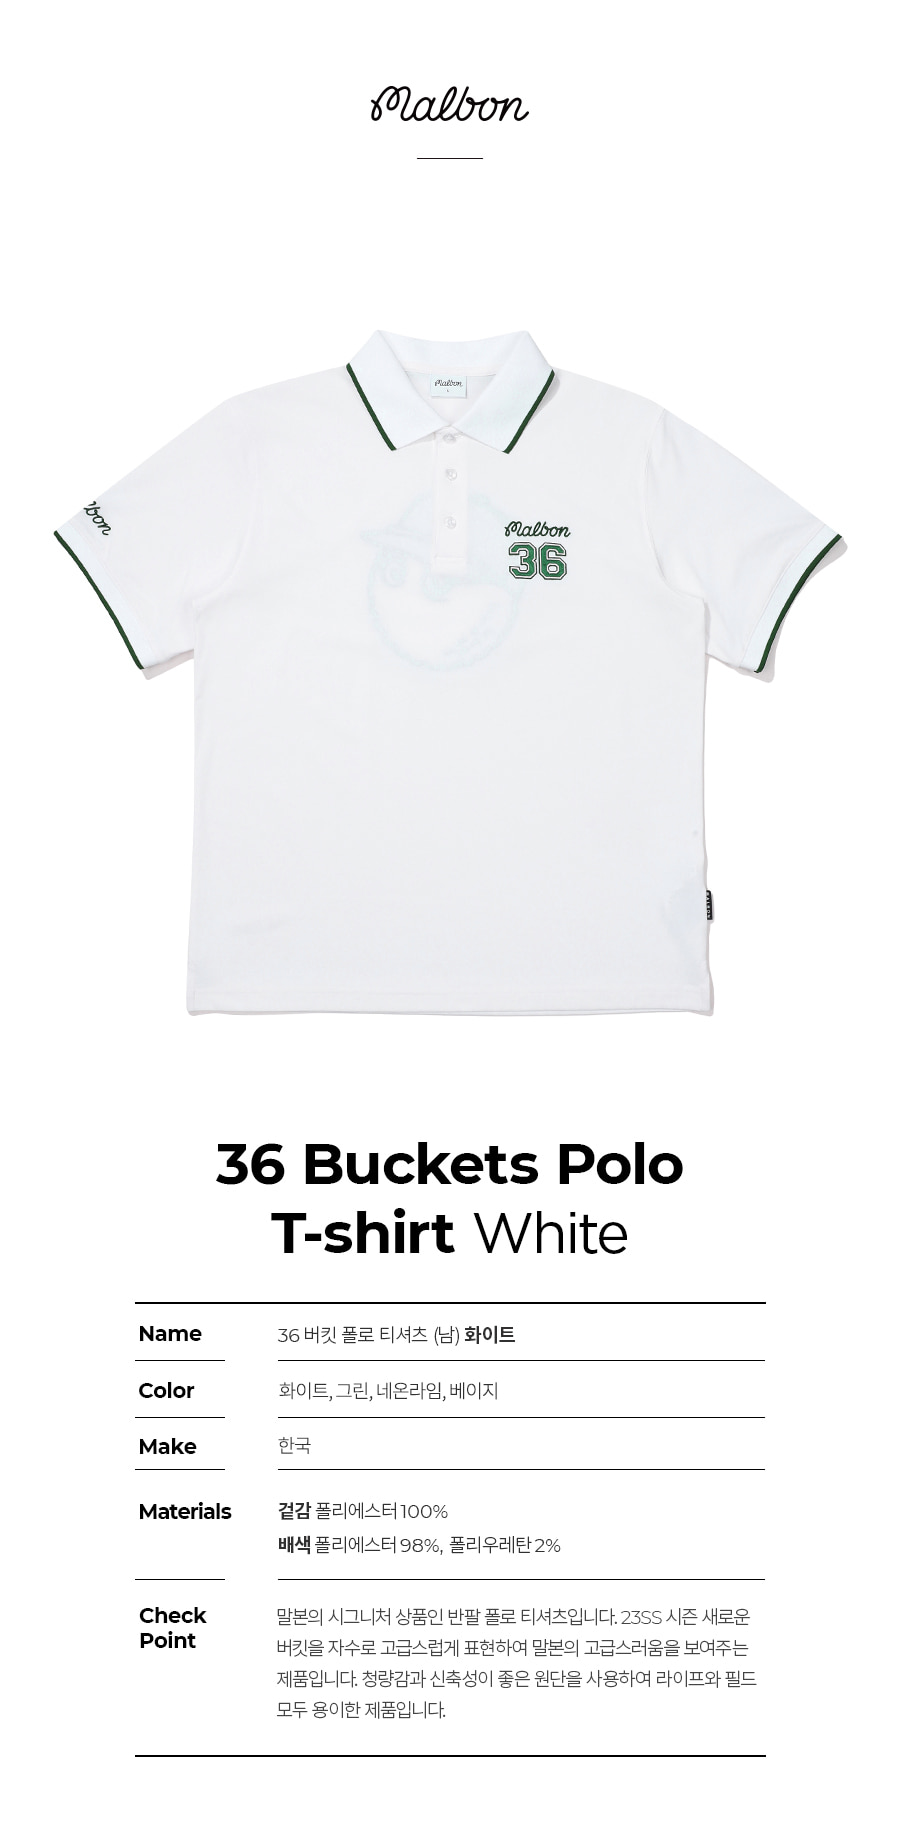 Malbon
Malbon
lbon
Malbon
36
36 Buckets Polo
T-shirt White
Name
36 버킷 폴로 티셔츠 (남) 화이트
Color
화이트, 그린, 네온라임, 베이지
Make
한국
Materials
겉감 폴리에스터 100%
배색 폴리에스터 98%, 폴리우레탄 2%
Check
Point
말본의 시그니처 상품인 반팔 폴로 티셔츠입니다. 23SS 시즌 새로운
버킷을 자수로 고급스럽게 표현하여 말본의 고급스러움을 보여주는
제품입니다. 청량감과 신축성이 좋은 원단을 사용하여 라이프와 필드
모두 용이한 제품입니다.